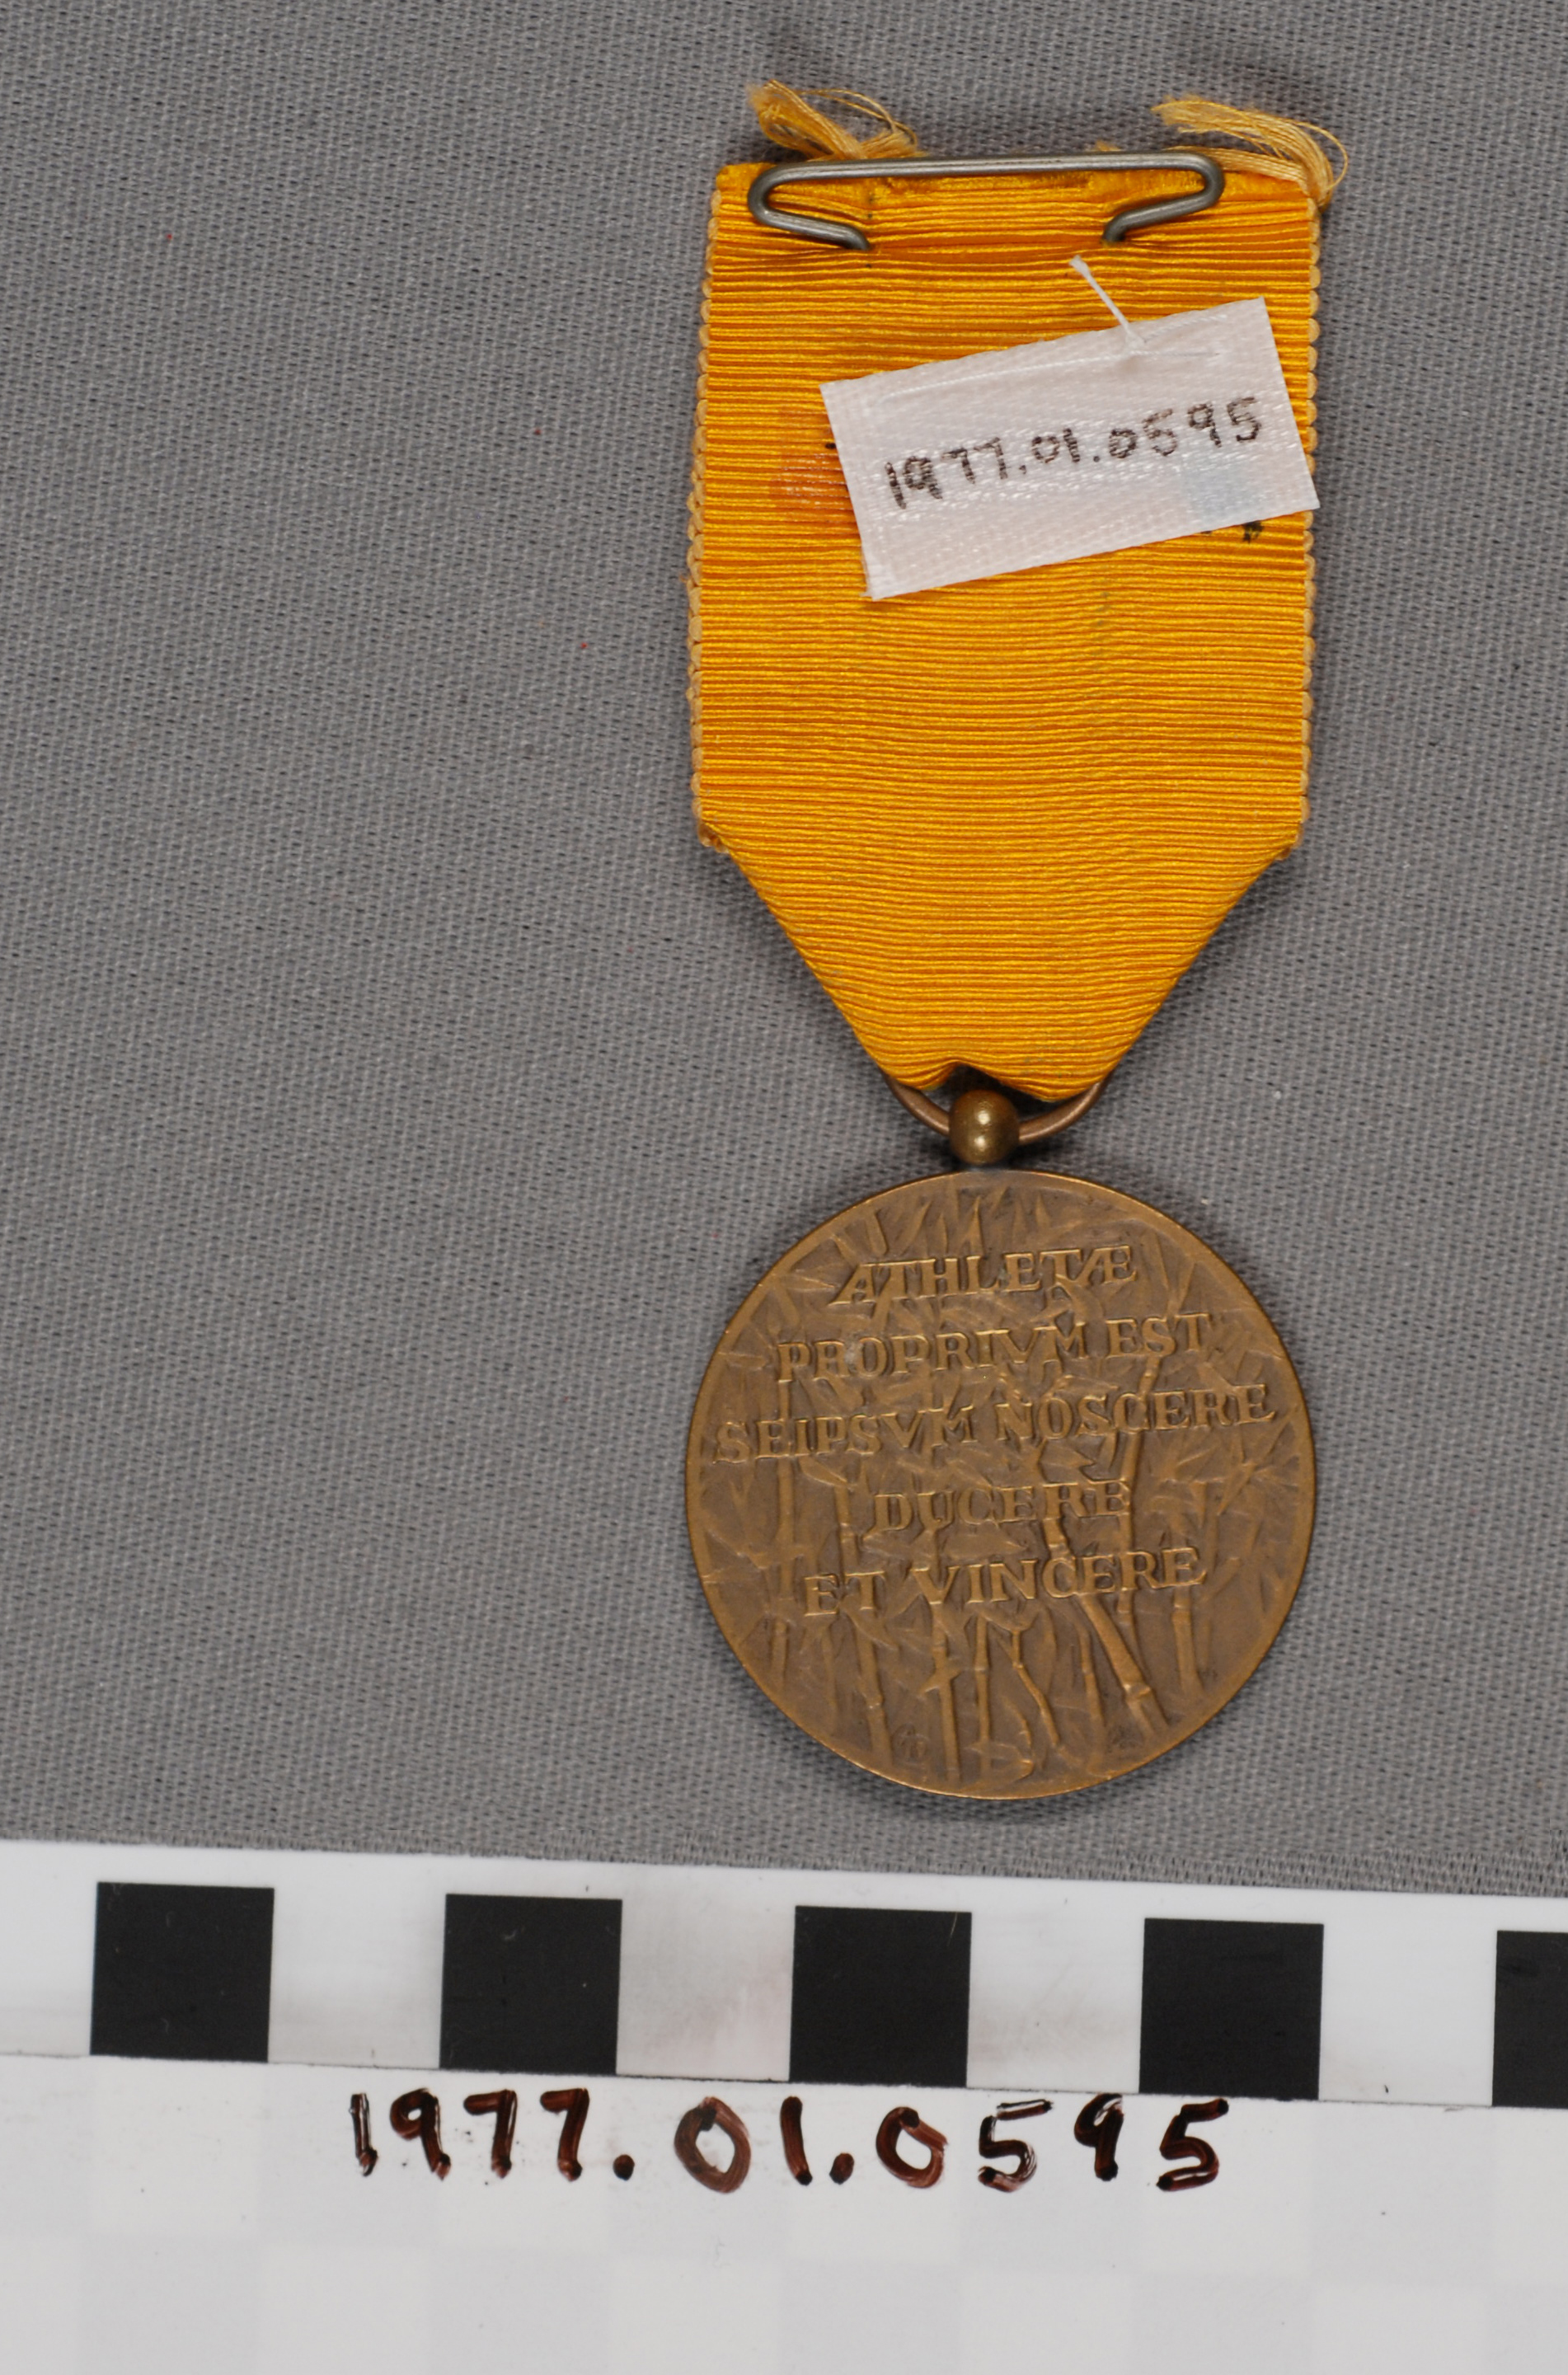 1977.01.0595
ATHLETÆ
PROPRIVM EST
SEIPSVM NOSCERE
DUCERE
ET VINCERE
1977.01.0595